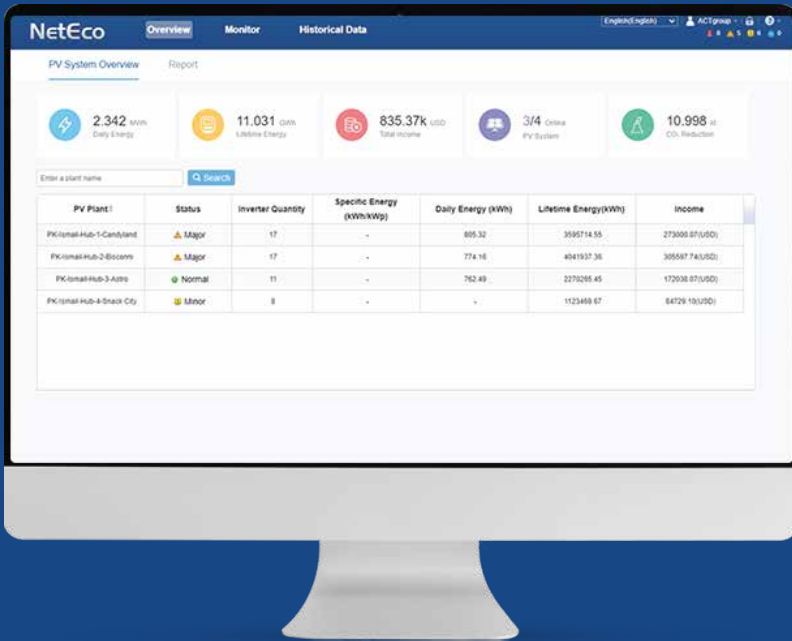 NetEco
Overview Monitor Historical Data
English(English) ACTgroup
PV System Overview Report
2.342 MWh
Daily Energy
11.031 GWh
Lifetime Energy
835.37k USD
Total Income
3/4 Online
PV System
10.998 kt
CO₂ Reduction
Enter a plant name Search
PV Plant Status Inverter Quantity Specific Energy (kWh/kWp) Daily Energy (kWh) Lifetime Energy(kWh) Income
PK-Ismail-Hub-1-Candyland Major 17 - 805.32 3595714.55 273000.07(USD)
PK-Ismail-Hub-2-Bisconni Major 17 - 774.16 4041937.36 305597.74(USD)
PK-Ismail-Hub-3-Astro Normal 11 - 762.49 2270265.45 172038.07(USD)
PK-Ismail-Hub-4-Snack City Minor 8 - - 1123468.67 84729.10(USD)